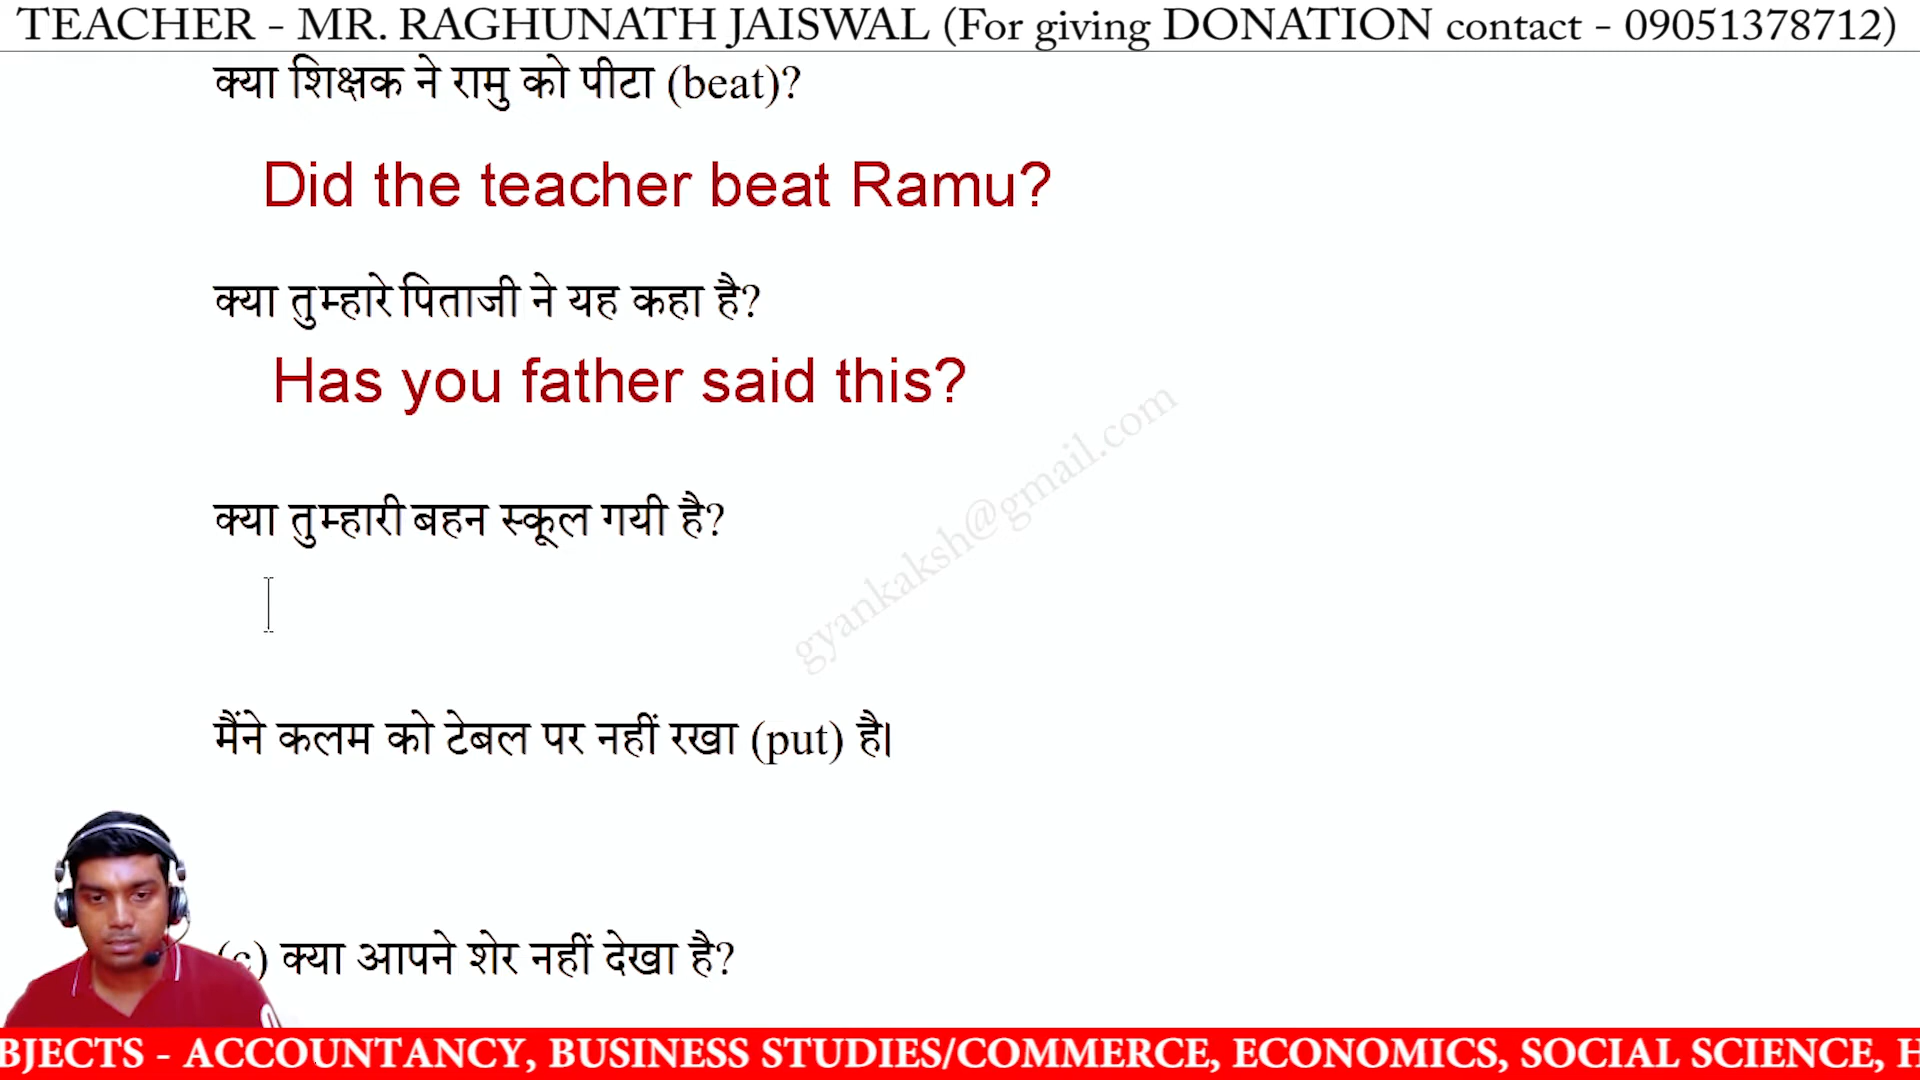 TEACHER - MR. RAGHUNATH JAISWAL (For giving DONATION contact - 09051378712)
क्या शिक्षक ने रामु को पीटा (beat)?
Did the teacher beat Ramu?
क्या तुम्हारे पिताजी ने यह कहा है?
Has you father said this?
क्या तुम्हारी बहन स्कूल गयी है?
gyankaksh@gmail.com
मैंने कलम को टेबल पर नहीं रखा (put) है।
(c) क्या आपने शेर नहीं देखा है?
BJECTS - ACCOUNTANCY, BUSINESS STUDIES/COMMERCE, ECONOMICS, SOCIAL SCIENCE, H